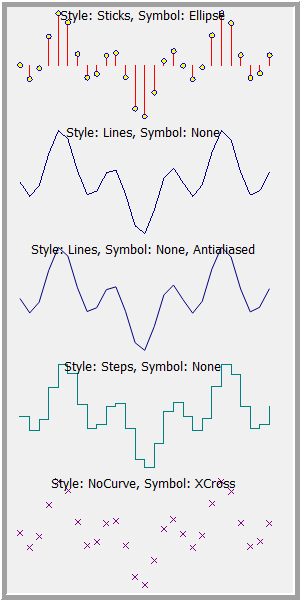 Style: Sticks, Symbol: Ellipse
Style: Lines, Symbol: None
Style: Lines, Symbol: None, Antialiased
Style: Steps, Symbol: None
Style: NoCurve, Symbol: XCross